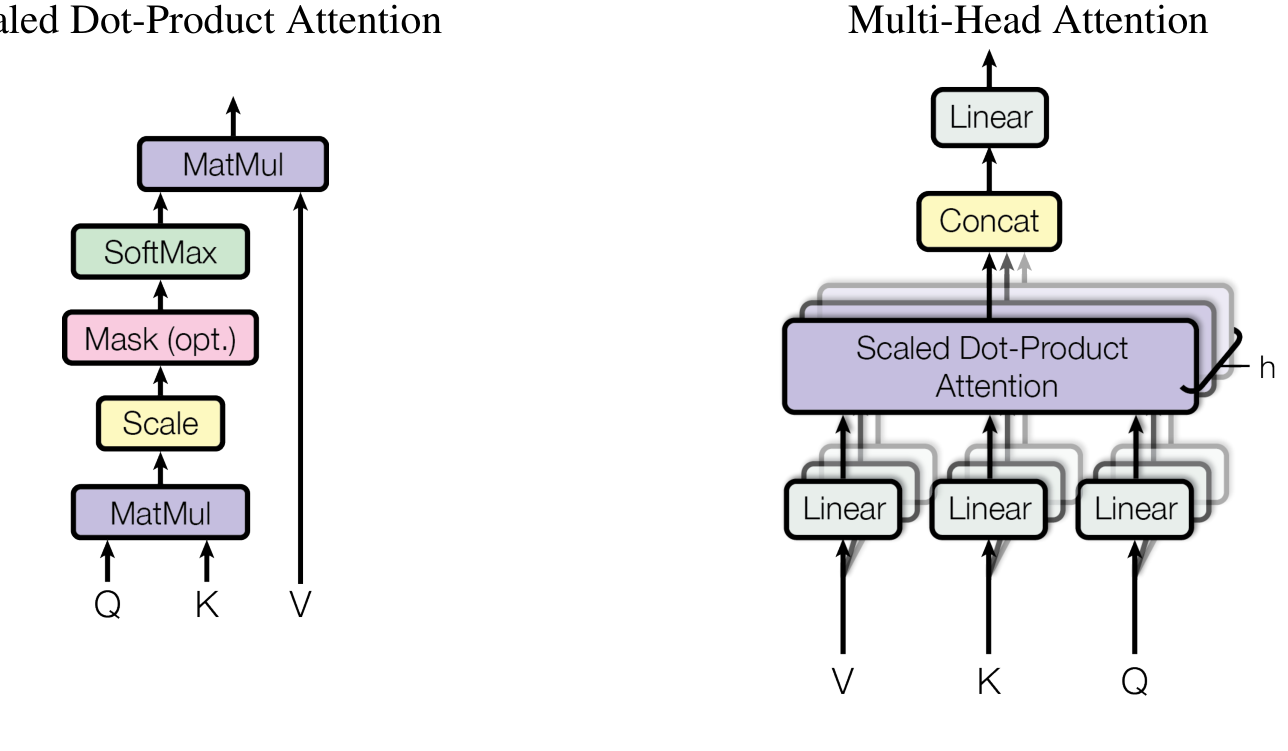 aled Dot-Product Attention
MatMul
SoftMax
Mask (opt.)
Scale
MatMul
Q K V
Multi-Head Attention
Linear
Concat
Scaled Dot-Product
Attention
h
Linear Linear Linear
V K Q